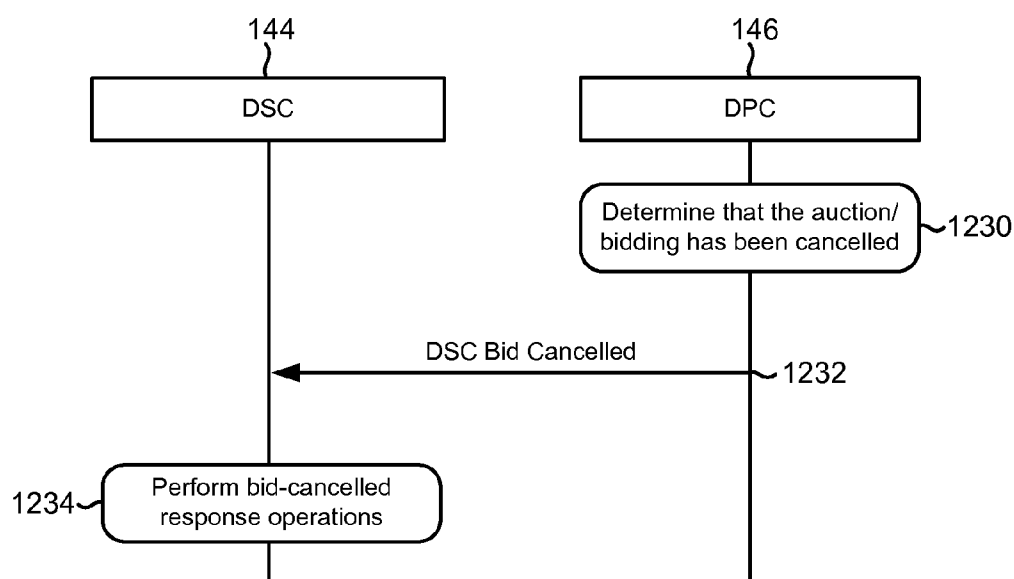 144
146
DSC
DPC
Determine that the auction/
bidding has been cancelled
1230
DSC Bid Cancelled
1232
Perform bid-cancelled
response operations
1234